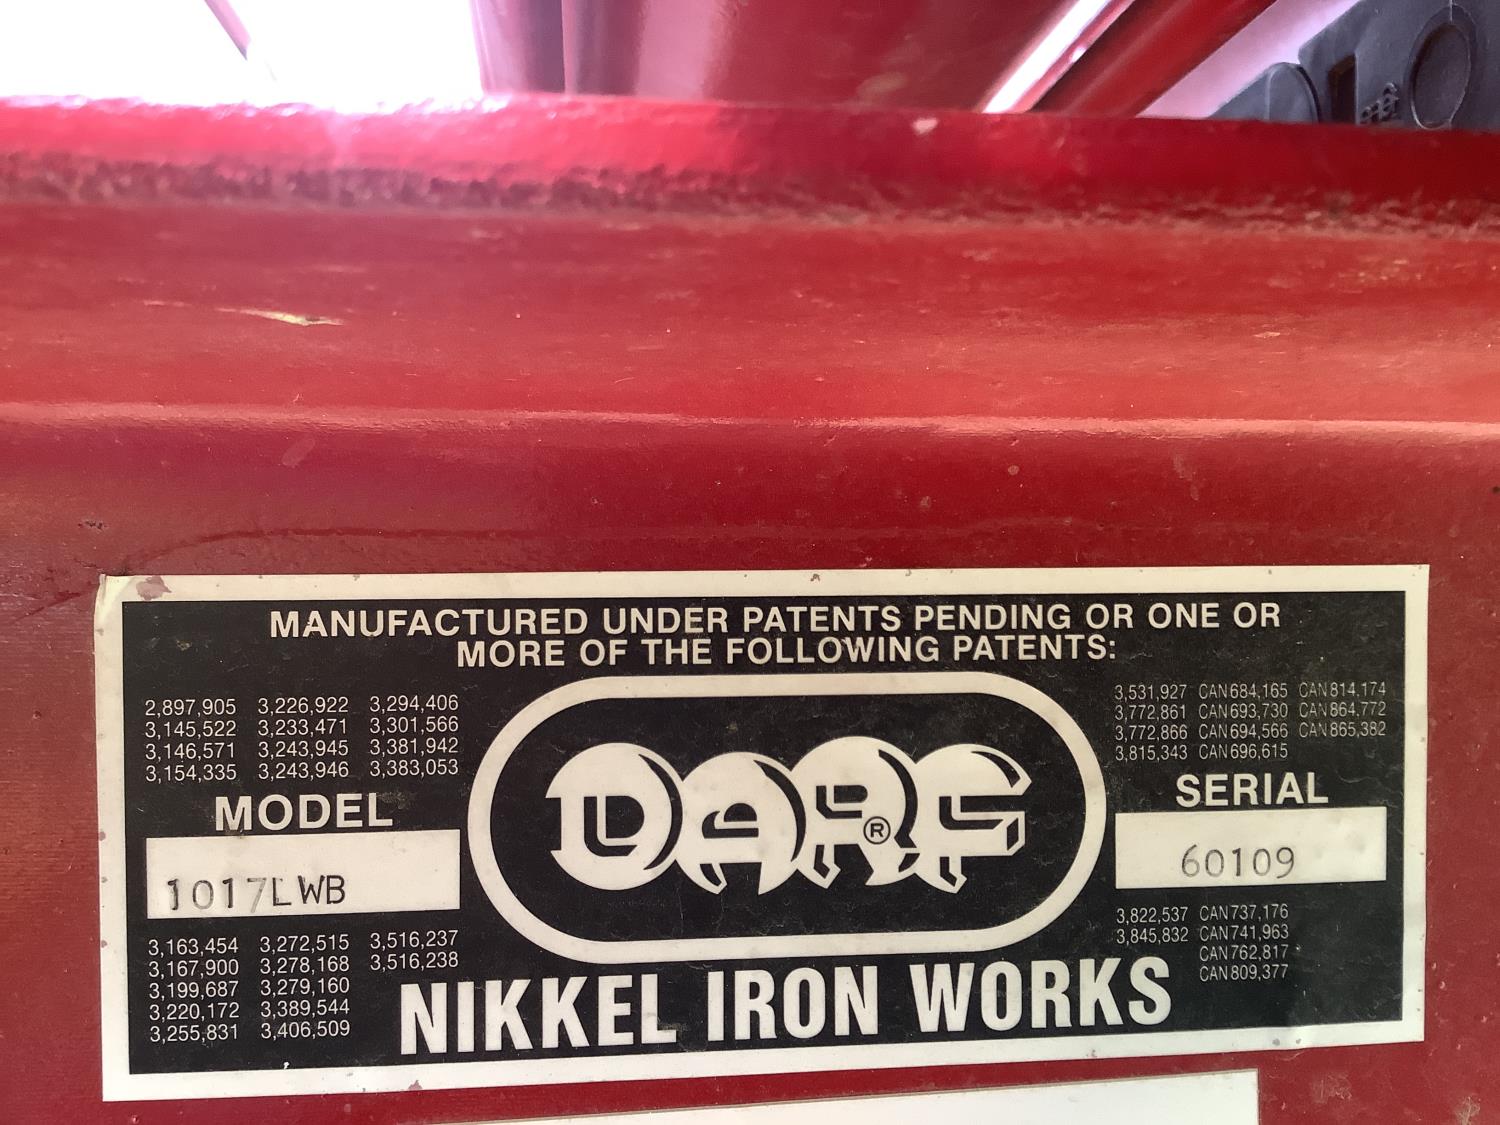 MANUFACTURED UNDER PATENTS PENDING OR ONE OR
MORE OF THE FOLLOWING PATENTS:
2,897,905 3,226,922 3,294,406
3,145,522 3,233,471 3,301,566
3,146,571 3,243,945 3,381,942
3,154,335 3,243,946 3,383,053
MODEL
1017LWB
3,163,454 3,272,515 3,516,237
3,167,900 3,278,168 3,516,238
3,199,687 3,279,160
3,220,172 3,389,544
3,255,831 3,406,509
DARF®
3,531,927 CAN684,165 CAN814,174
3,772,861 CAN693,730 CAN864,772
3,772,866 CAN694,566 CAN865,382
3,815,343 CAN696,615
SERIAL
60109
3,822,537 CAN737,176
3,845,832 CAN741,963
CAN762,817
CAN809,377
NIKKEL IRON WORKS